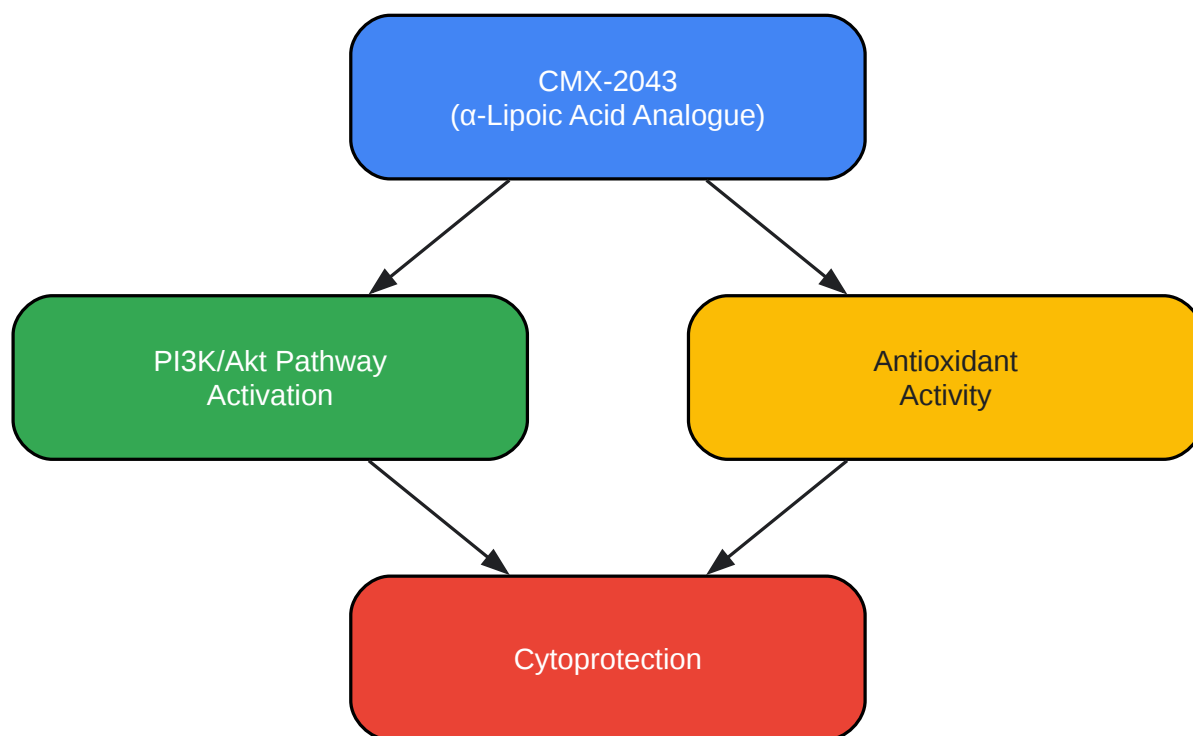 CMX-2043
(α-Lipoic Acid Analogue)
PI3K/Akt Pathway
Activation
Antioxidant
Activity
Cytoprotection